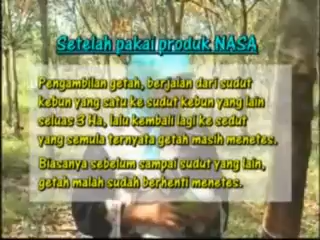 Setelah pakai produk NASA
Pengambilan getah, berjalan dari sudut
kebun yang satu ke sudut kebun yang lain
seluas 3 Ha, lalu kembali lagi ke sedut
yang semula ternyata getah masih menetes.
Biasanya sebelum sampai sudut yang lain,
getah malah sudah berhenti menetes.